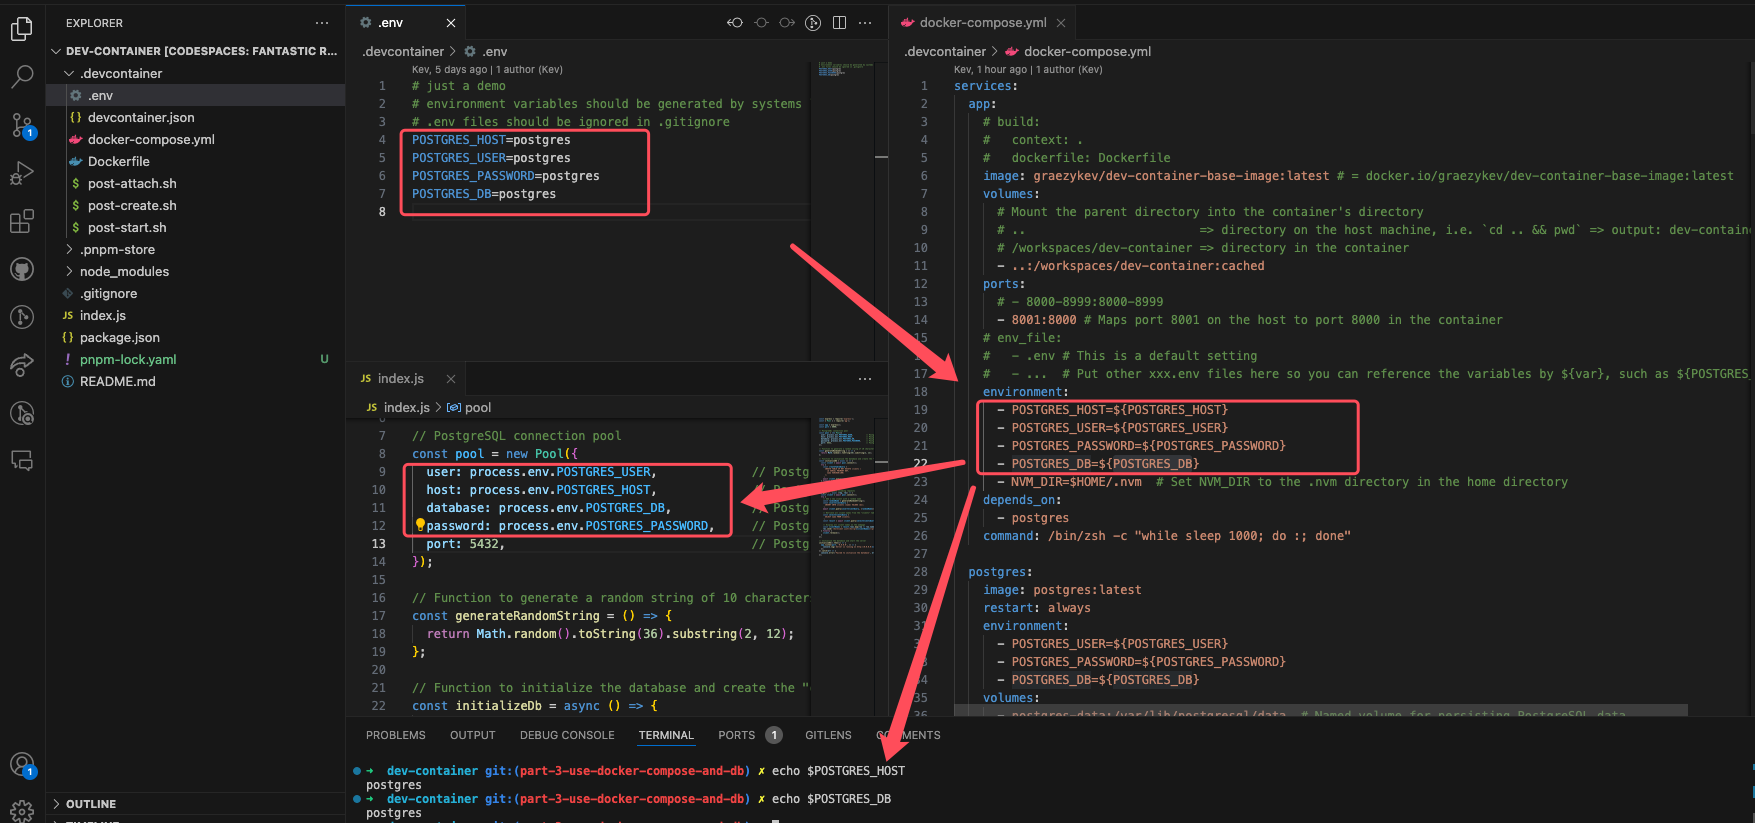 EXPLORER
DEV-CONTAINER [CODESPACES: FANTASTIC R...
.devcontainer
.env
devcontainer.json
docker-compose.yml
Dockerfile
post-attach.sh
post-create.sh
post-start.sh
.pnpm-store
node_modules
.gitignore
index.js
package.json
pnpm-lock.yaml U
README.md
OUTLINE
.env
.devcontainer > .env
Kev, 5 days ago | 1 author (Kev)
1 # just a demo
2 # environment variables should be generated by systems
3 # .env files should be ignored in .gitignore
4 POSTGRES_HOST=postgres
5 POSTGRES_USER=postgres
6 POSTGRES_PASSWORD=postgres
7 POSTGRES_DB=postgres
8
JS index.js
JS index.js > pool
7 // PostgreSQL connection pool
8 const pool = new Pool({
9 user: process.env.POSTGRES_USER, // Postg
10 host: process.env.POSTGRES_HOST, //
11 database: process.env.POSTGRES_DB, // Postg
12 password: process.env.POSTGRES_PASSWORD, // Postg
13 port: 5432, // Postg
14 });
15
16 // Function to generate a random string of 10 character
17 const generateRandomString = () => {
18 return Math.random().toString(36).substring(2, 12);
19 };
20
21 // Function to initialize the database and create the "
22 const initializeDb = async () => {
docker-compose.yml
.devcontainer > docker-compose.yml
Kev, 1 hour ago | 1 author (Kev)
1 services:
2 app:
3 # build:
4 # context: .
5 # dockerfile: Dockerfile
6 image: graezykev/dev-container-base-image:latest # = docker.io/graezykev/dev-container-base-image:latest
7 volumes:
8 # Mount the parent directory into the container's directory
9 # .. => directory on the host machine, i.e. `cd .. && pwd` => output: dev-contain
10 # /workspaces/dev-container => directory in the container
11 - ..:/workspaces/dev-container:cached
12 ports:
13 # - 8000-8999:8000-8999
14 - 8001:8000 # Maps port 8001 on the host to port 8000 in the container
15 # env_file:
# - .env # This is a default setting
17 # - ... # Put other xxx.env files here so you can reference the variables by ${var}, such as ${POSTGRES_
18 environment:
19 - POSTGRES_HOST=${POSTGRES_HOST}
20 - POSTGRES_USER=${POSTGRES_USER}
21 - POSTGRES_PASSWORD=${POSTGRES_PASSWORD}
22 - POSTGRES_DB=${POSTGRES_DB}
23 - NVM_DIR=$HOME/.nvm # Set NVM_DIR to the .nvm directory in the home directory
24 depends_on:
25 - postgres
26 command: /bin/zsh -c "while sleep 1000; do :; done"
27
28 postgres:
29 image: postgres:latest
30 restart: always
environment:
- POSTGRES_USER=${POSTGRES_USER}
- POSTGRES_PASSWORD=${POSTGRES_PASSWORD}
- POSTGRES_DB=${POSTGRES_DB}
35 volumes:
36 - postgres-data:/var/lib/postgresql/data # Named volume for persisting PostgreSQL data
PROBLEMS OUTPUT DEBUG CONSOLE TERMINAL PORTS 1 GITLENS COMMENTS
➜ dev-container git:(part-3-use-docker-compose-and-db) ✗ echo $POSTGRES_HOST
postgres
➜ dev-container git:(part-3-use-docker-compose-and-db) ✗ echo $POSTGRES_DB
postgres